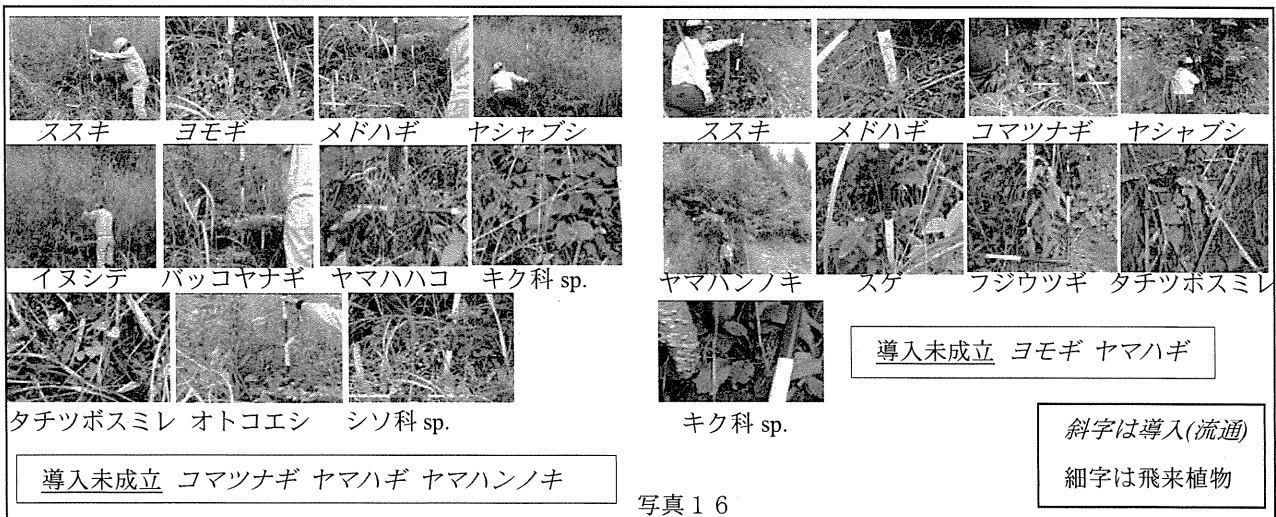 ススキ ヨモギ メドハギ ヤシャブシ
イヌシデ バッコヤナギ ヤマハハコ キク科 sp.
タチツボスミレ オトコエシ シソ科 sp.
導入未成立 コマツナギ ヤマハギ ヤマハンノキ
ススキ メドハギ コマツナギ ヤシャブシ
ヤマハンノキ スゲ フジウツギ タチツボスミレ
キク科 sp.
導入未成立 ヨモギ ヤマハギ
斜字は導入(流通)
細字は飛来植物
写真16